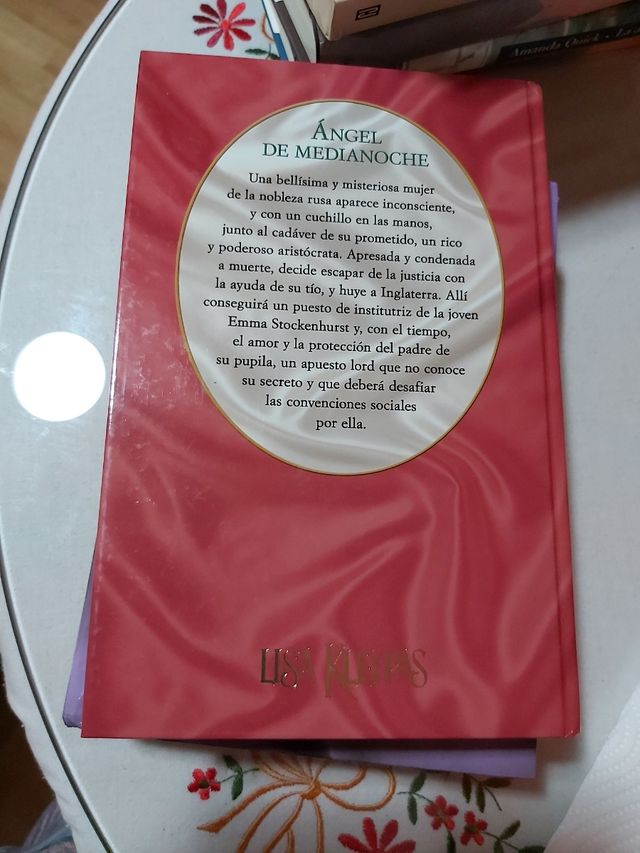 Amanda Quick • La
ÁNGEL
DE MEDIANOCHE
Una bellísima y misteriosa mujer
de la nobleza rusa aparece inconsciente,
y con un cuchillo en las manos,
junto al cadáver de su prometido, un rico
y poderoso aristócrata. Apresada y condenada
a muerte, decide escapar de la justicia con
la ayuda de su tío, y huye a Inglaterra. Allí
conseguirá un puesto de institutriz de la joven
Emma Stockenhurst y, con el tiempo,
el amor y la protección del padre de
su pupila, un apuesto lord que no conoce
su secreto y que deberá desafiar
las convenciones sociales
por ella.
LISA KLEYPAS